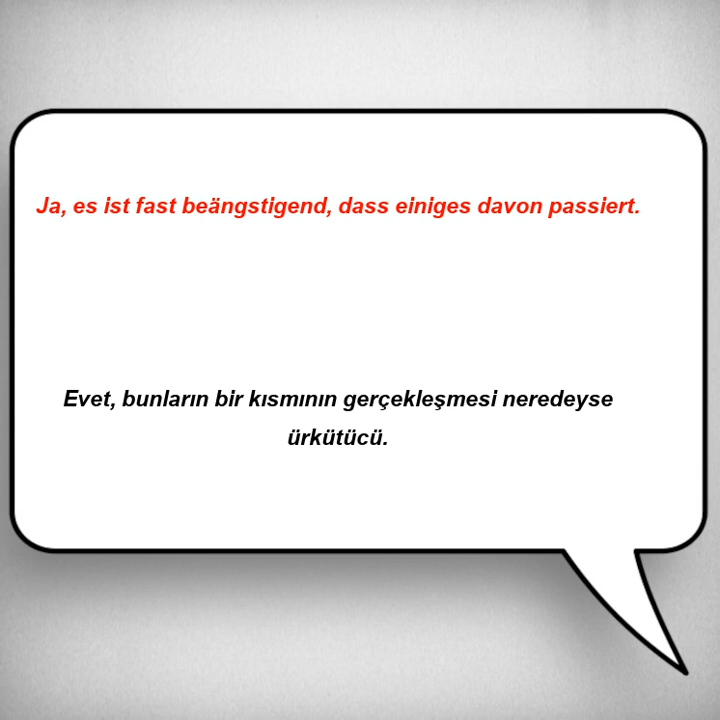 Ja, es ist fast beängstigend, dass einiges davon passiert.
Evet, bunların bir kısmının gerçekleşmesi neredeyse
ürkütücü.